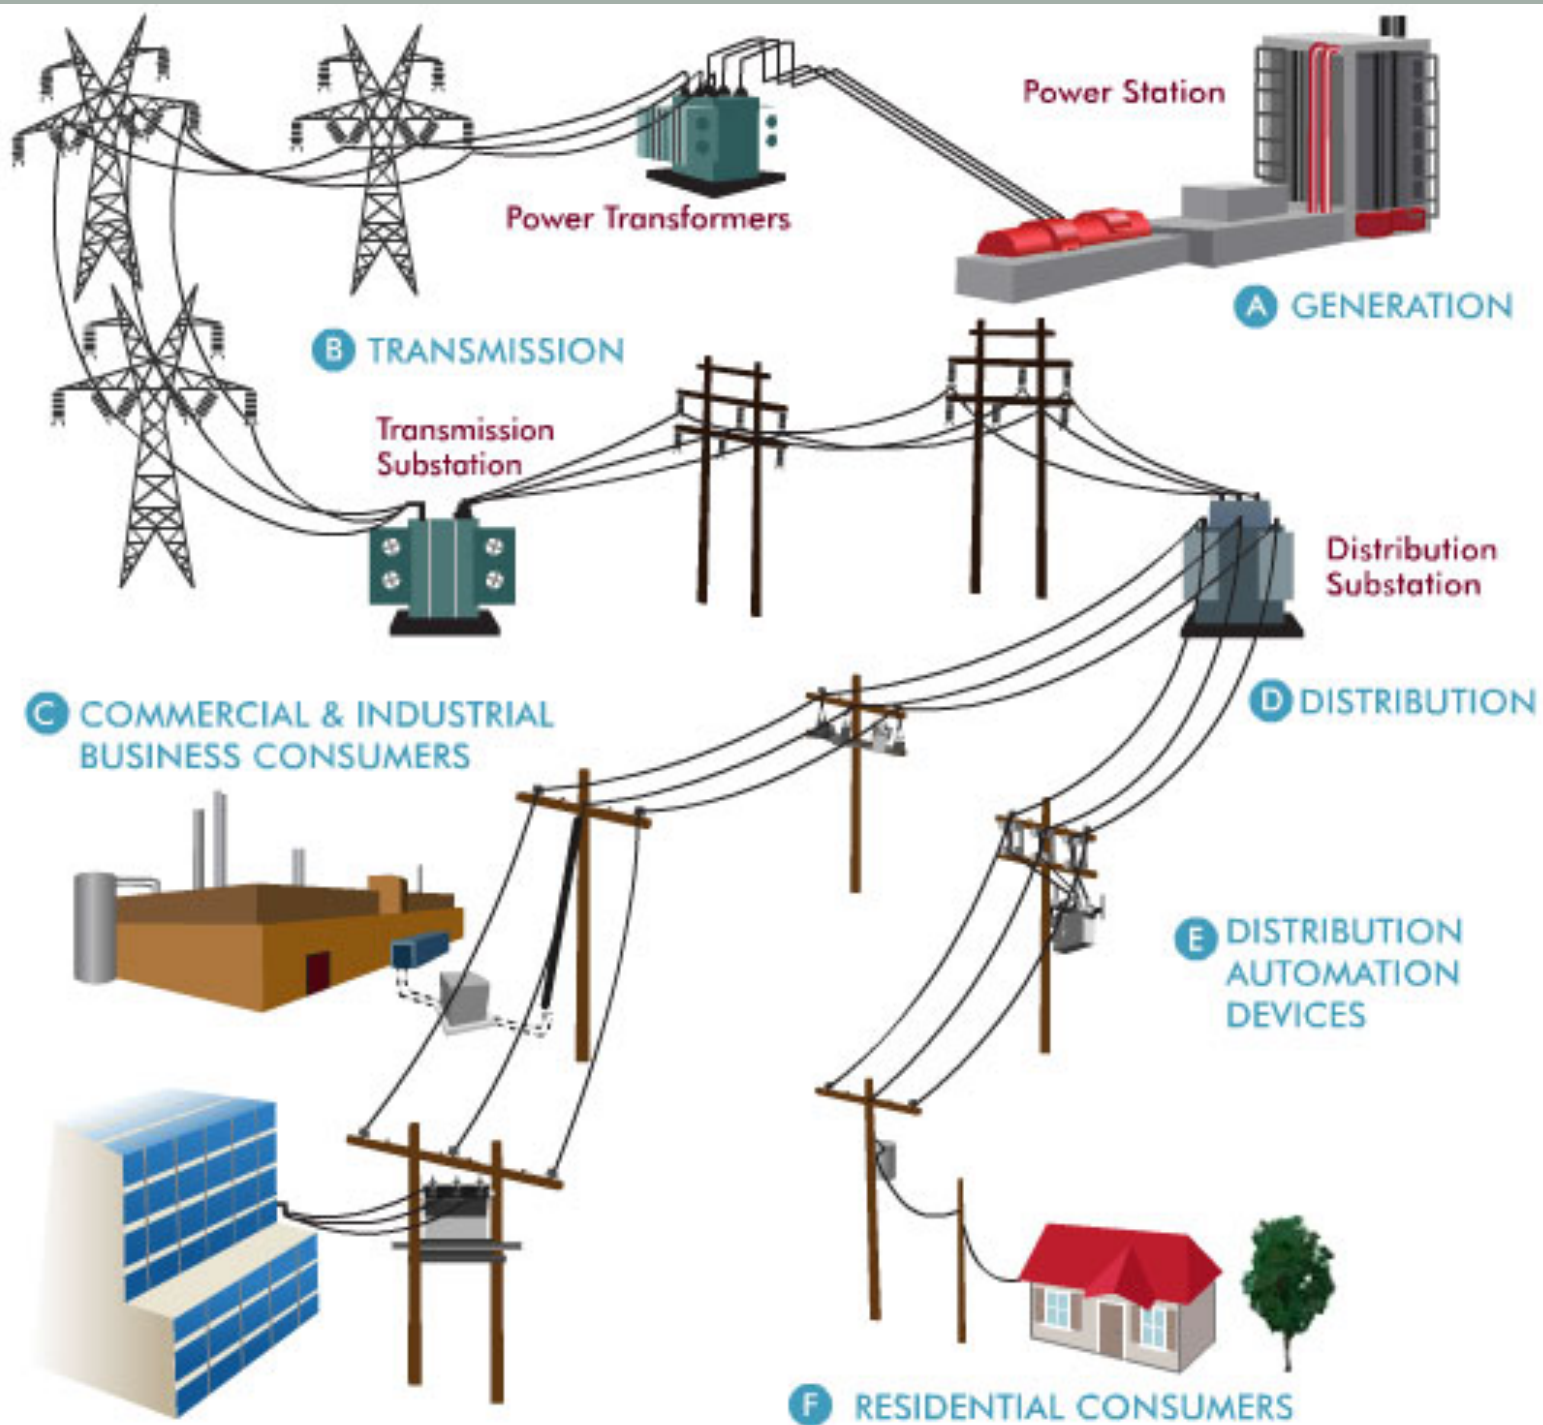 Power Station
Power Transformers
A GENERATION
B TRANSMISSION
Transmission
Substation
Distribution
Substation
C COMMERCIAL & INDUSTRIAL
BUSINESS CONSUMERS
D DISTRIBUTION
E DISTRIBUTION
AUTOMATION
DEVICES
F RESIDENTIAL CONSUMERS